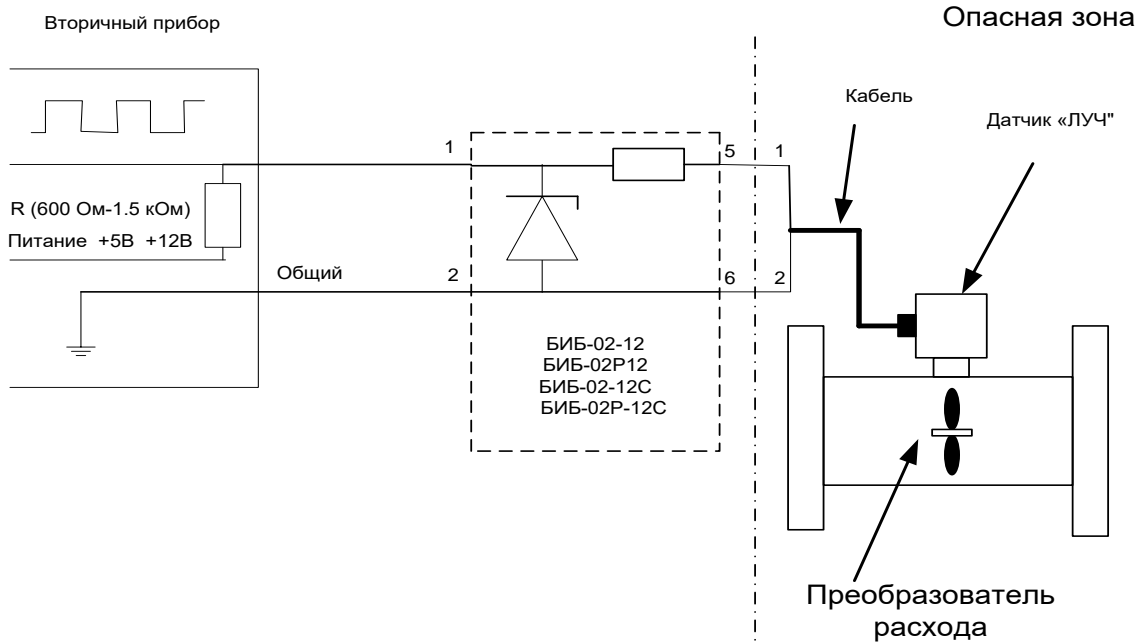 Опасная зона
Вторичный прибор
Кабель
Датчик «ЛУЧ"
1
5
1
R (600 Ом-1.5 кОм)
Питание +5В +12В
Общий
2
6
2
БИБ-02-12
БИБ-02Р12
БИБ-02-12С
БИБ-02Р-12С
Преобразователь
расхода